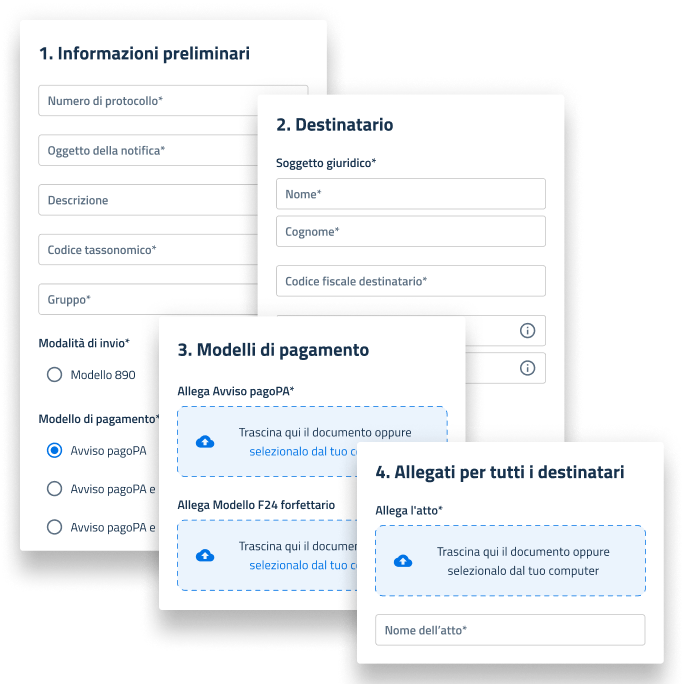 1. Informazioni preliminari
Numero di protocollo*
Oggetto della notifica*
Descrizione
Codice tassonomico*
Gruppo*
Modalità di invio*
Modello 890
Modello di pagamento*
Avviso pagoPA
Avviso pagoPA e
Avviso pagoPA e
2. Destinatario
Soggetto giuridico*
Nome*
Cognome*
Codice fiscale destinatario*
3. Modelli di pagamento
Allega Avviso pagoPA*
Trascina qui il documento oppure
selezionalo dal tuo
Allega Modello F24 forfettario
Trascina qui il
selezionalo dal tuo
4. Allegati per tutti i destinatari
Allega l'atto*
Trascina qui il documento oppure
selezionalo dal tuo computer
Nome dell'atto*